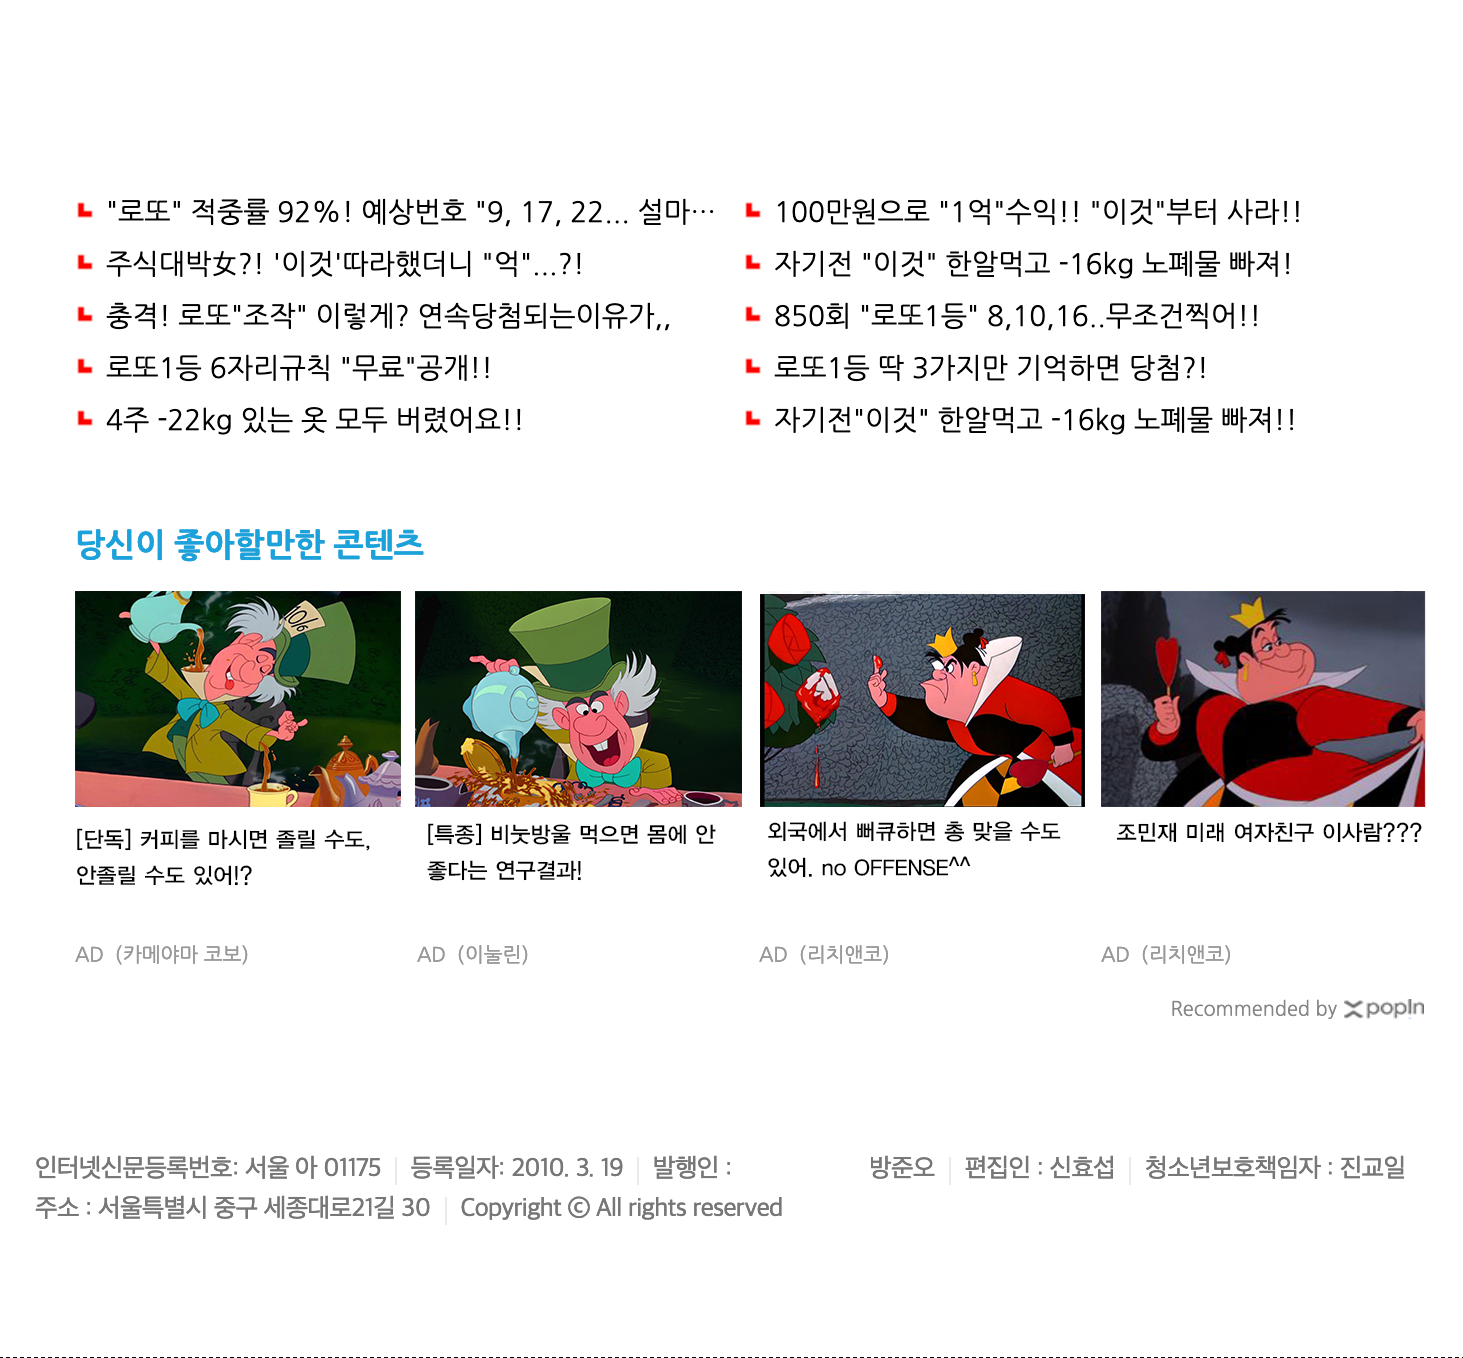 "로또" 적중률 92%! 예상번호 "9, 17, 22... 설마…
100만원으로 "1억"수익!! "이것"부터 사라!!
주식대박女?! '이것'따라했더니 "억"...?!
자기전 "이것" 한알먹고 -16kg 노폐물 빠져!
충격! 로또"조작" 이렇게? 연속당첨되는이유가,,
850회 "로또1등" 8,10,16..무조건찍어!!
로또1등 6자리규칙 "무료"공개!!
로또1등 딱 3가지만 기억하면 당첨?!
4주 -22kg 있는 옷 모두 버렸어요!!
자기전"이것" 한알먹고 -16kg 노폐물 빠져!!
당신이 좋아할만한 콘텐츠
10/6
[단독] 커피를 마시면 졸릴 수도,
안졸릴 수도 있어!?
[특종] 비눗방울 먹으면 몸에 안
좋다는 연구결과!
외국에서 뻐큐하면 총 맞을 수도
있어. no OFFENSE^^
조민재 미래 여자친구 이사람???
AD (카메야마 코보)
AD (이눌린)
AD (리치앤코)
AD (리치앤코)
Recommended by popIn
인터넷신문등록번호: 서울 아 01175 | 등록일자: 2010. 3. 19 | 발행인 : 방준오 | 편집인 : 신효섭 | 청소년보호책임자 : 진교일
주소 : 서울특별시 중구 세종대로21길 30 | Copyright ⓒ All rights reserved